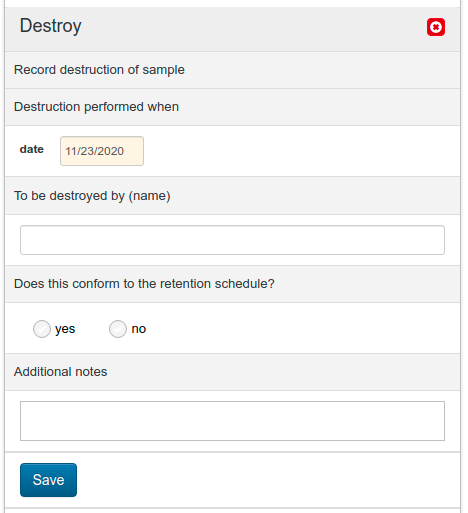 Destroy
Record destruction of sample
Destruction performed when
date 11/23/2020
To be destroyed by (name)
Does this conform to the retention schedule?
yes no
Additional notes
Save